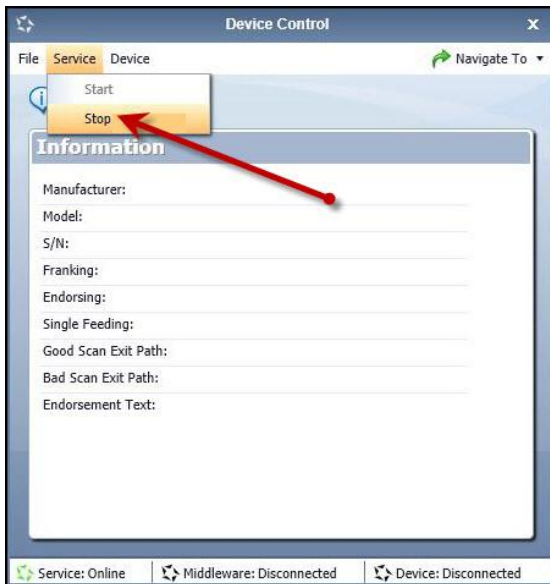 Device Control x
File Service Device Navigate To
Start
Stop
Information
Manufacturer:
Model:
S/N:
Franking:
Endorsing:
Single Feeding:
Good Scan Exit Path:
Bad Scan Exit Path:
Endorsement Text:
Service: Online Middleware: Disconnected Device: Disconnected